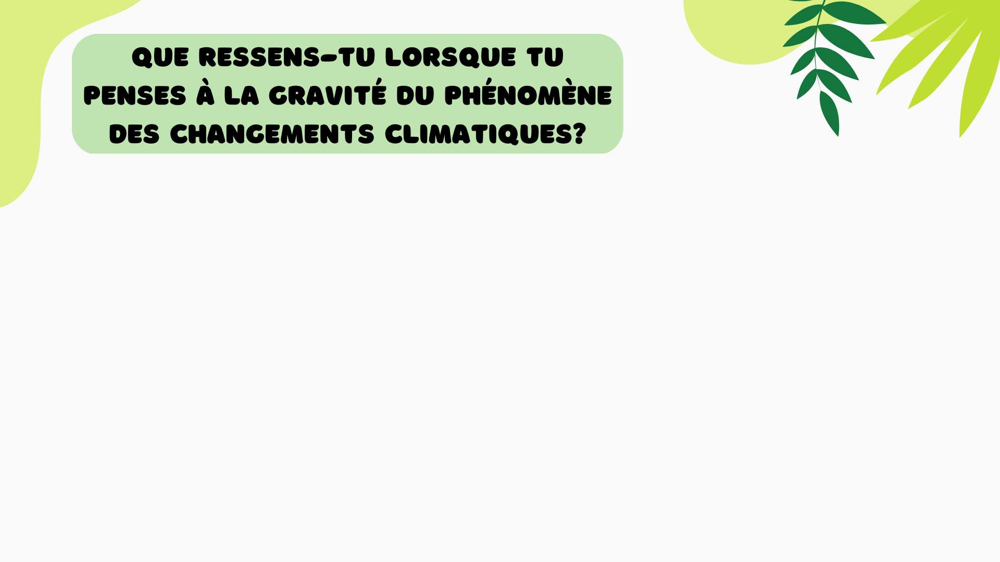 QUE RESSENS-TU LORSQUE TU
PENSES À LA GRAVITÉ DU PHÉNOMÈNE
DES CHANGEMENTS CLIMATIQUES?